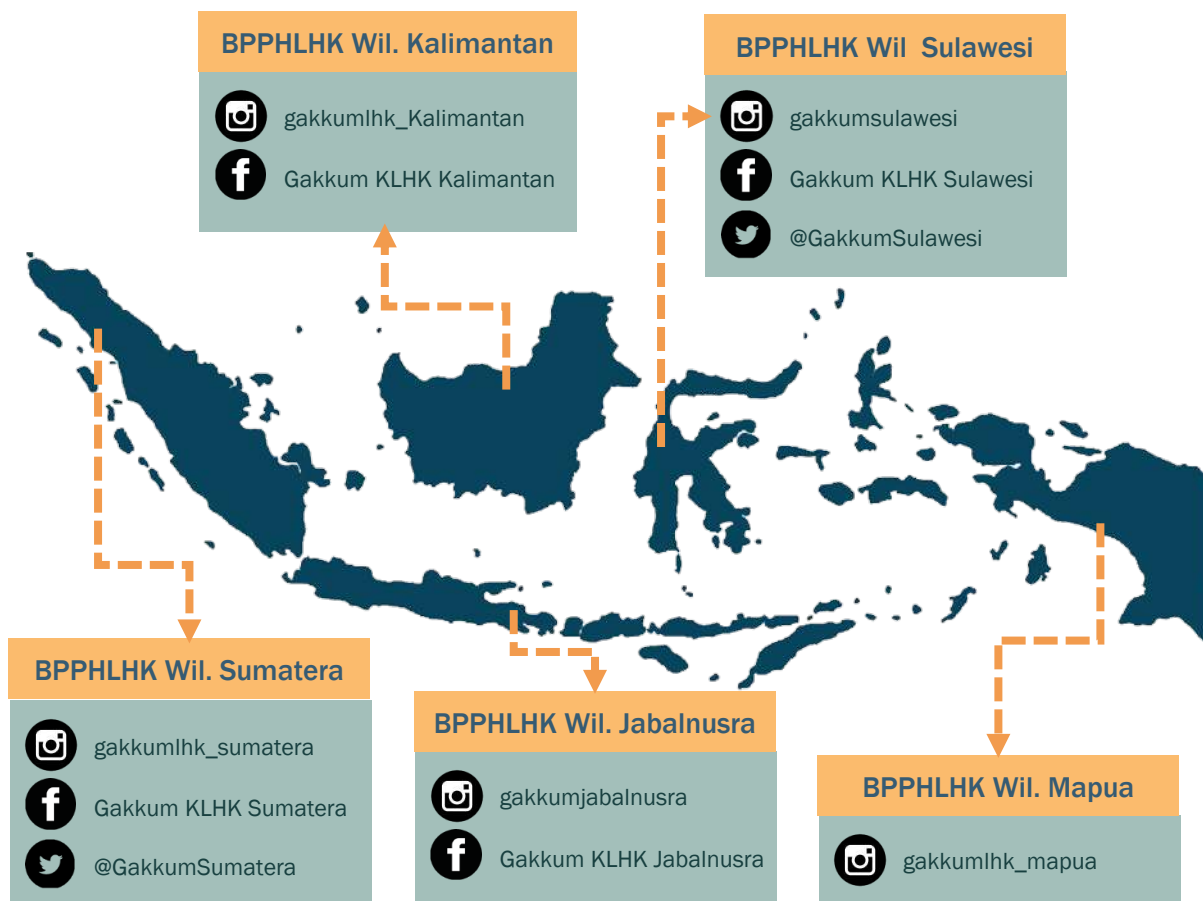 BPPHLHK Wil. Kalimantan
gakkumlhk_Kalimantan
Gakkum KLHK Kalimantan
BPPHLHK Wil  Sulawesi
gakkumsulawesi
Gakkum KLHK Sulawesi
@GakkumSulawesi
BPPHLHK Wil. Sumatera
gakkumlhk_sumatera
Gakkum KLHK Sumatera
@GakkumSumatera
BPPHLHK Wil. Jabalnusra
gakkumjabalnusra
Gakkum KLHK Jabalnusra
BPPHLHK Wil. Mapua
gakkumlhk_mapua